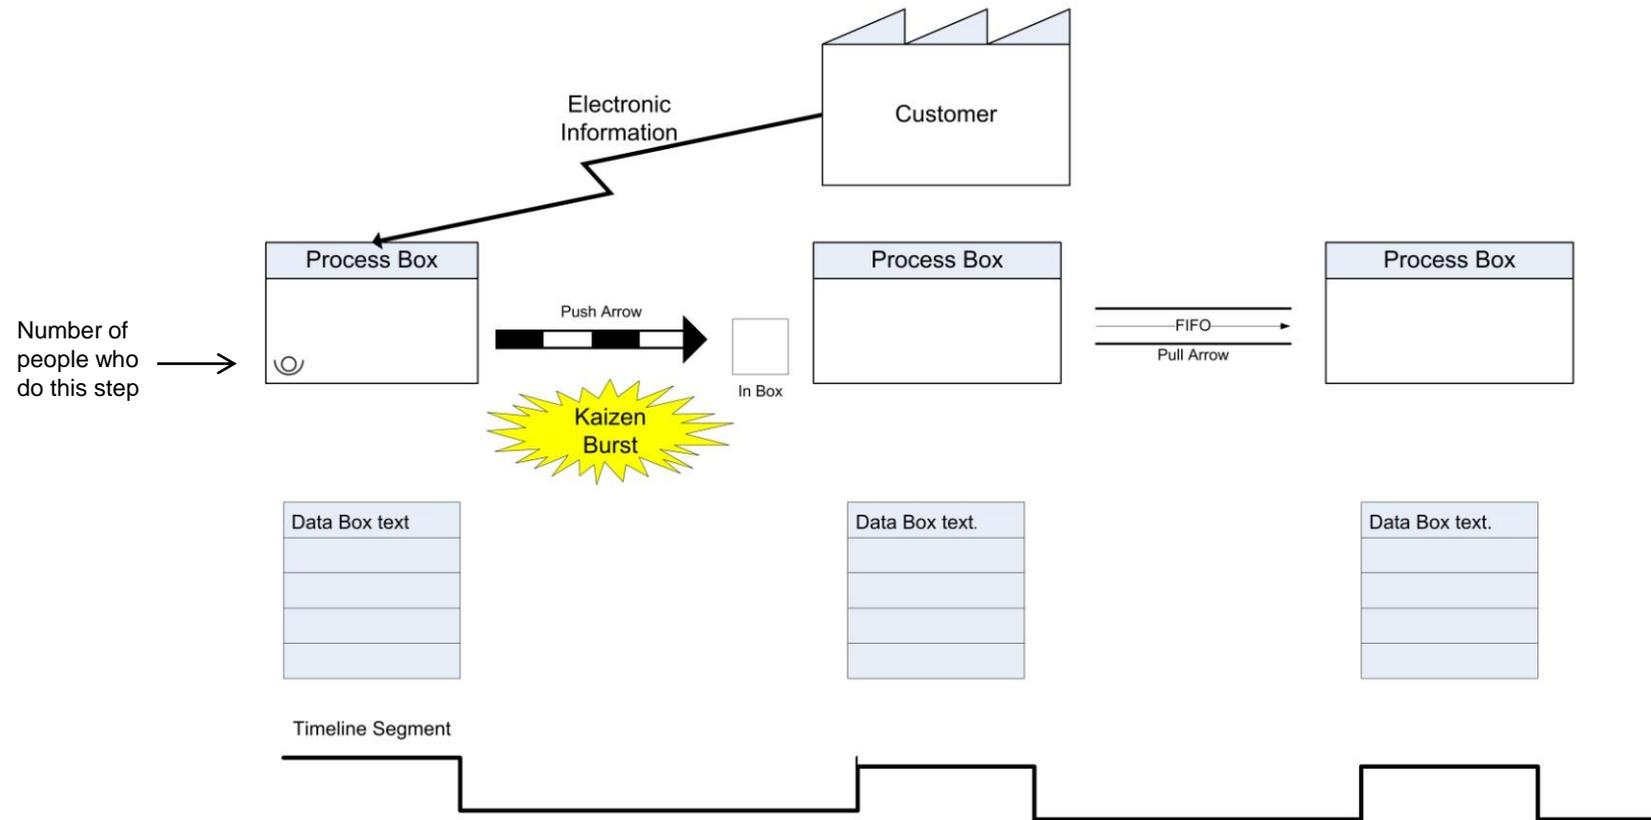 Electronic
Information
Customer
Process Box
Process Box
Process Box
Number of
people who
do this step
Push Arrow
In Box
FIFO
Pull Arrow
Kaizen
Burst
Data Box text
Data Box text.
Data Box text.
Timeline Segment